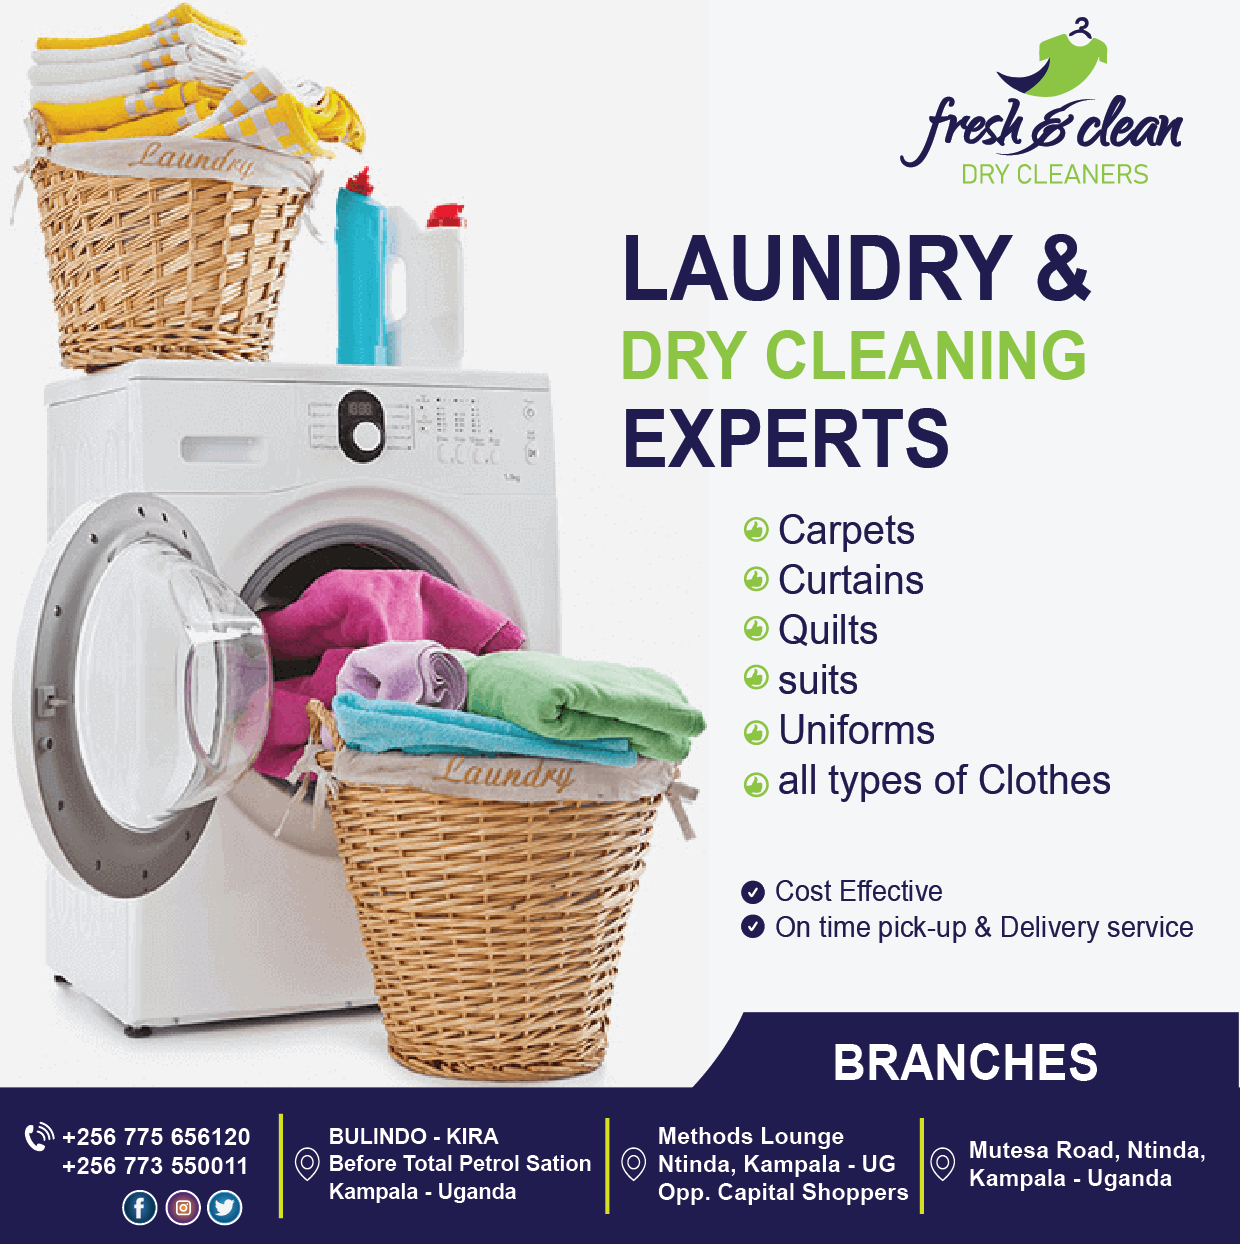 Laundry
fresh & clean
DRY CLEANERS
LAUNDRY &
DRY CLEANING
EXPERTS
Carpets
Curtains
Quilts
suits
Uniforms
all types of Clothes
Laundry
Cost Effective
On time pick-up & Delivery service
BRANCHES
+256 775 656120
+256 773 550011
BULINDO - KIRA
Before Total Petrol Sation
Kampala - Uganda
Methods Lounge
Ntinda, Kampala - UG
Opp. Capital Shoppers
Mutesa Road, Ntinda,
Kampala - Uganda